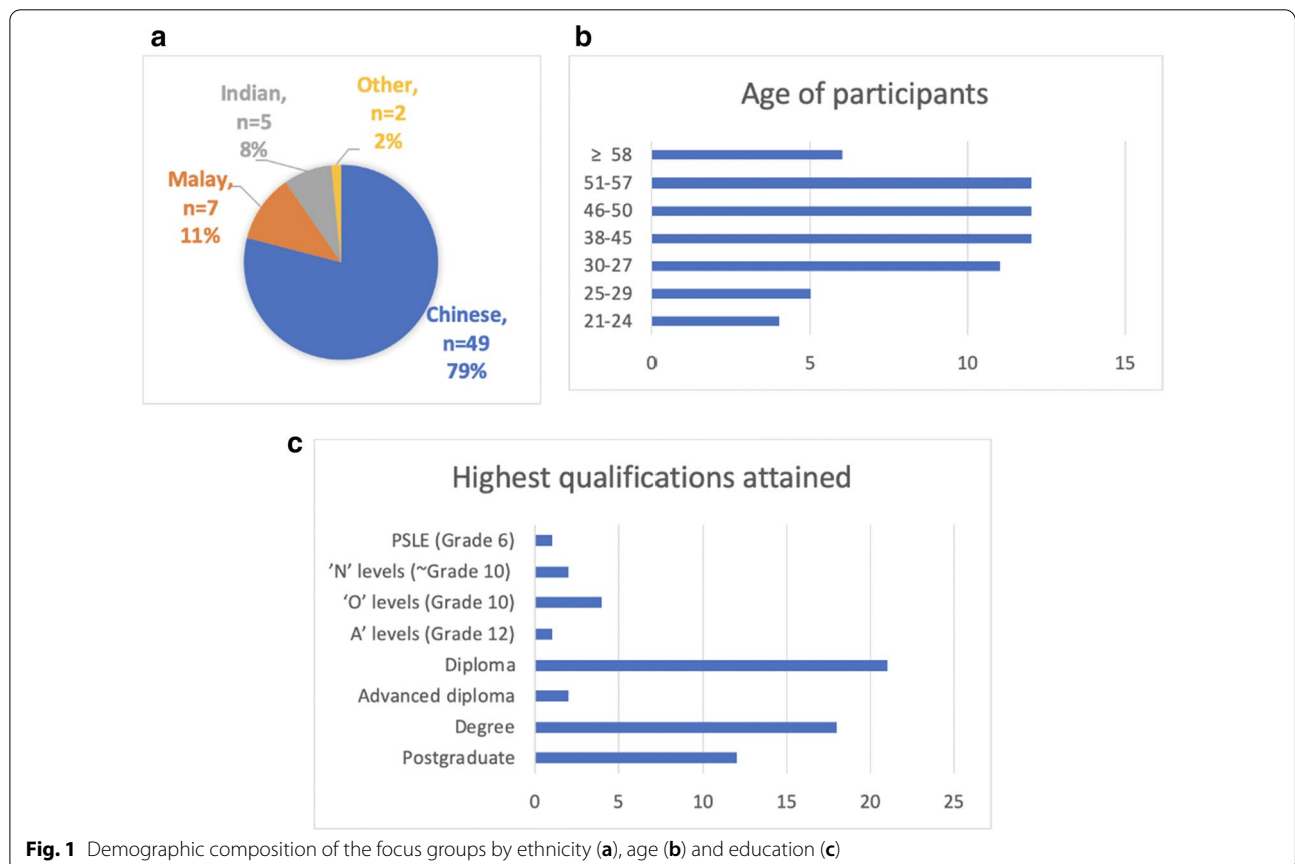 a
Other,
n=2
2%
Indian,
n=5
8%
Malay,
n=7
11%
Chinese,
n=49
79%
b
Age of participants
≥ 58
51-57
46-50
38-45
30-27
25-29
21-24
0 5 10 15
c
Highest qualifications attained
PSLE (Grade 6)
’N’ levels (~Grade 10)
‘O’ levels (Grade 10)
A’ levels (Grade 12)
Diploma
Advanced diploma
Degree
Postgraduate
0 5 10 15 20 25
Fig. 1 Demographic composition of the focus groups by ethnicity (a), age (b) and education (c)